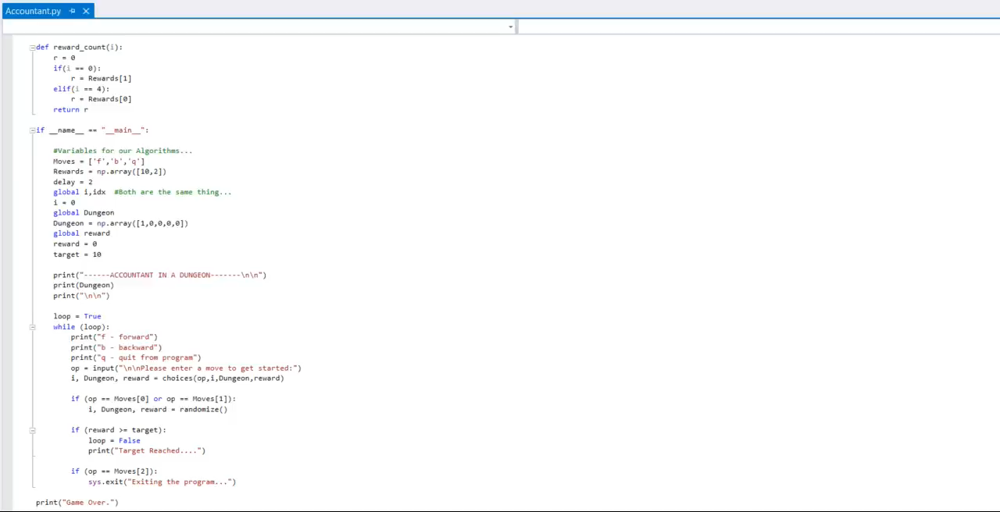 Accountant.py
def reward_count(i):
    r = 0
    if(i == 0):
        r = Rewards[1]
    elif(i == 4):
        r = Rewards[0]
    return r
if __name__ == "__main__":
    #Variables for our Algorithms...
    Moves = ['f','b','q']
    Rewards = np.array([10,2])
    delay = 2
    global i,idx  #Both are the same thing...
    i = 0
    global Dungeon
    Dungeon = np.array([1,0,0,0,0])
    global reward
    reward = 0
    target = 10
    print("------ACCOUNTANT IN A DUNGEON-------\n\n")
    print(Dungeon)
    print("\n\n")
    loop = True
    while (loop):
        print("f - forward")
        print("b - backward")
        print("q - quit from program")
        op = input("\n\nPlease enter a move to get started:")
        i, Dungeon, reward = choices(op,i,Dungeon,reward)
        if (op == Moves[0] or op == Moves[1]):
            i, Dungeon, reward = randomize()
        if (reward >= target):
            loop = False
            print("Target Reached....")
        if (op == Moves[2]):
            sys.exit("Exiting the program...")
print("Game Over.")